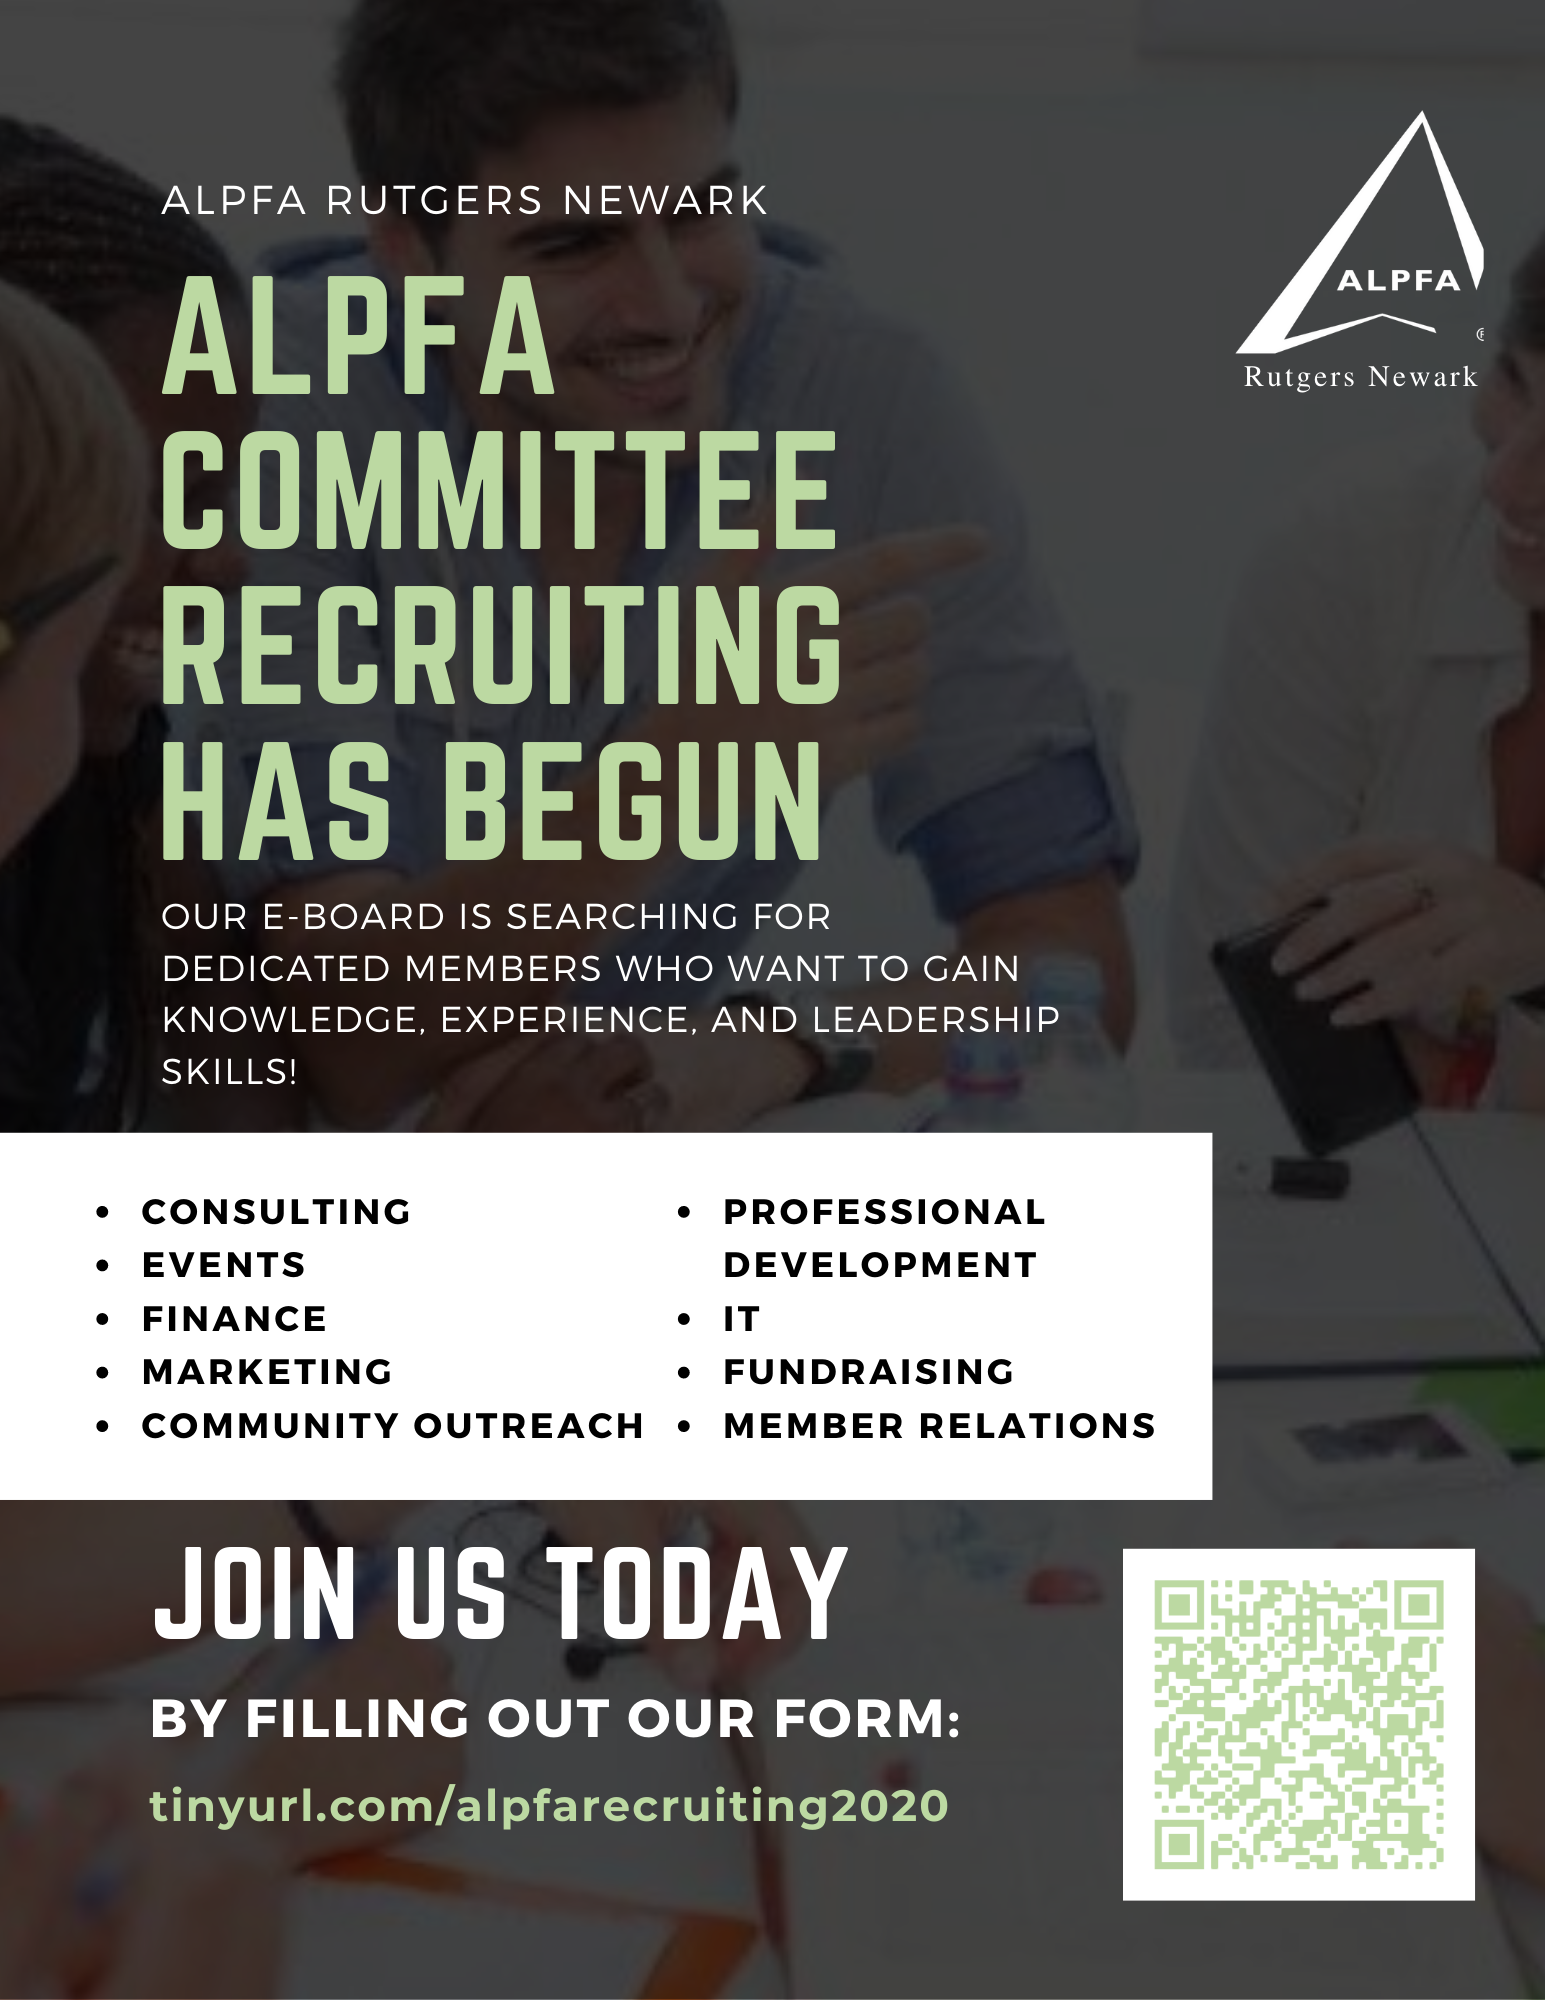 ALPFA RUTGERS NEWARK
ALPFA
Rutgers Newark
ALPFA
COMMITTEE
RECRUITING
HAS BEGUN
OUR E-BOARD IS SEARCHING FOR
DEDICATED MEMBERS WHO WANT TO GAIN
KNOWLEDGE, EXPERIENCE, AND LEADERSHIP
SKILLS!
• CONSULTING
• EVENTS
• FINANCE
• MARKETING
• COMMUNITY OUTREACH
• PROFESSIONAL
DEVELOPMENT
• IT
• FUNDRAISING
• MEMBER RELATIONS
JOIN US TODAY
BY FILLING OUT OUR FORM:
tinyurl.com/alpfarecruiting2020